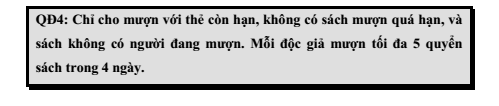 QĐ4: Chỉ cho mượn với thẻ còn hạn, không có sách mượn quá hạn, và
sách không có người đang mượn. Mỗi độc giả mượn tối đa 5 quyển
sách trong 4 ngày.